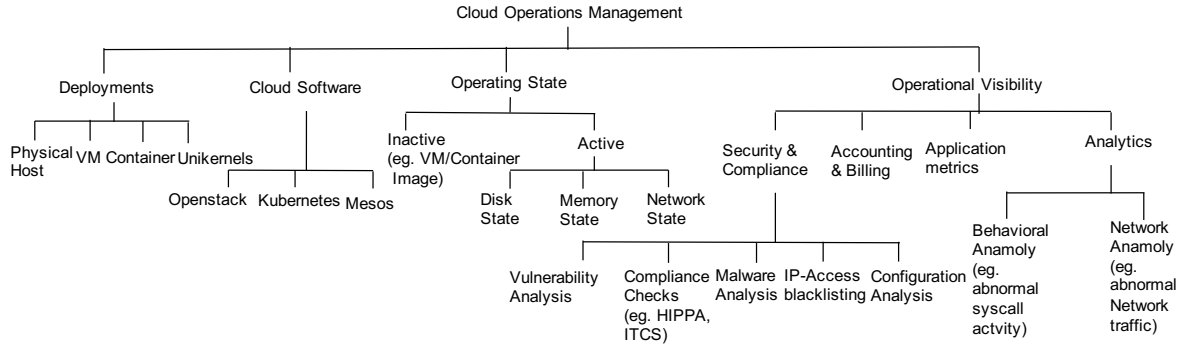 Cloud Operations Management
Deployments
Cloud Software
Operating State
Operational Visibility
Physical
Host
VM
Container
Unikernels
Openstack
Kubernetes
Mesos
Inactive
(eg. VM/Container
Image)
Active
Disk
State
Memory
State
Network
State
Security &
Compliance
Accounting
& Billing
Application
metrics
Analytics
Vulnerability
Analysis
Compliance
Checks
(eg. HIPPA,
ITCS)
Malware
Analysis
IP-Access
blacklisting
Configuration
Analysis
Behavioral
Anamoly
(eg.
abnormal
syscall
actvity)
Network
Anamoly
(eg.
abnormal
Network
traffic)